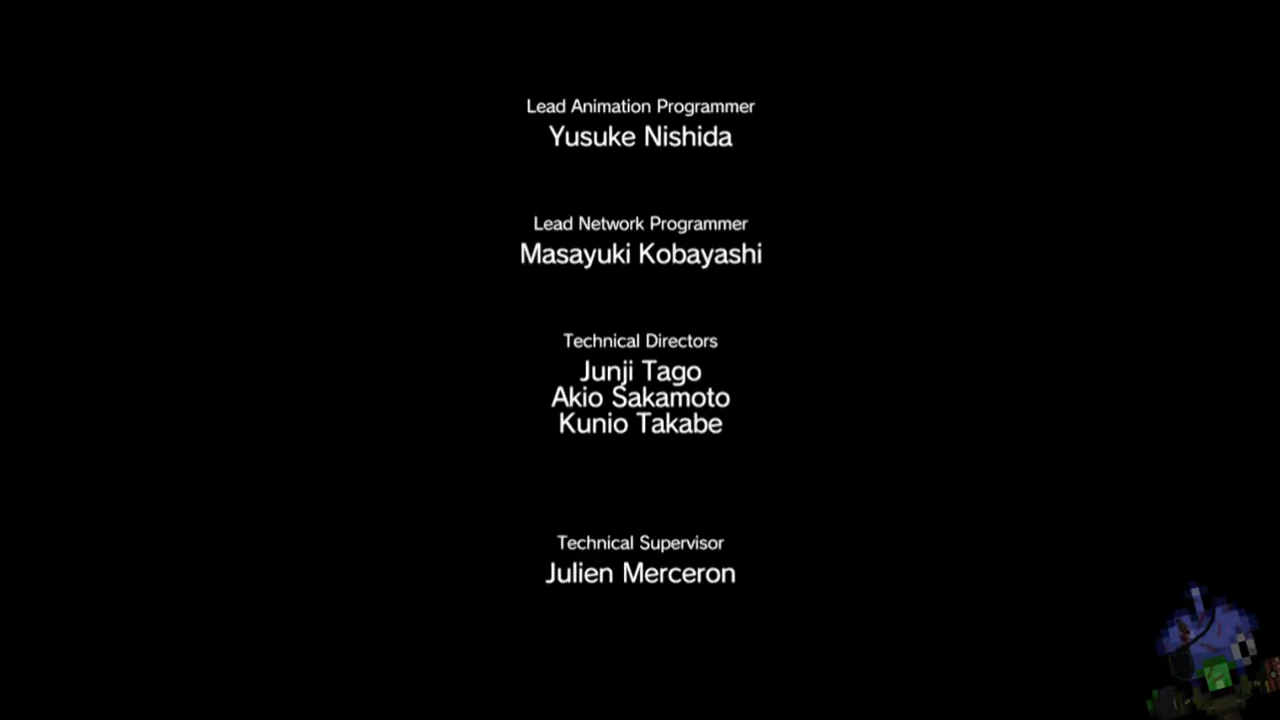 Lead Animation Programmer
Yusuke Nishida
Lead Network Programmer
Masayuki Kobayashi
Technical Directors
Junji Tago
Akio Sakamoto
Kunio Takabe
Technical Supervisor
Julien Merceron